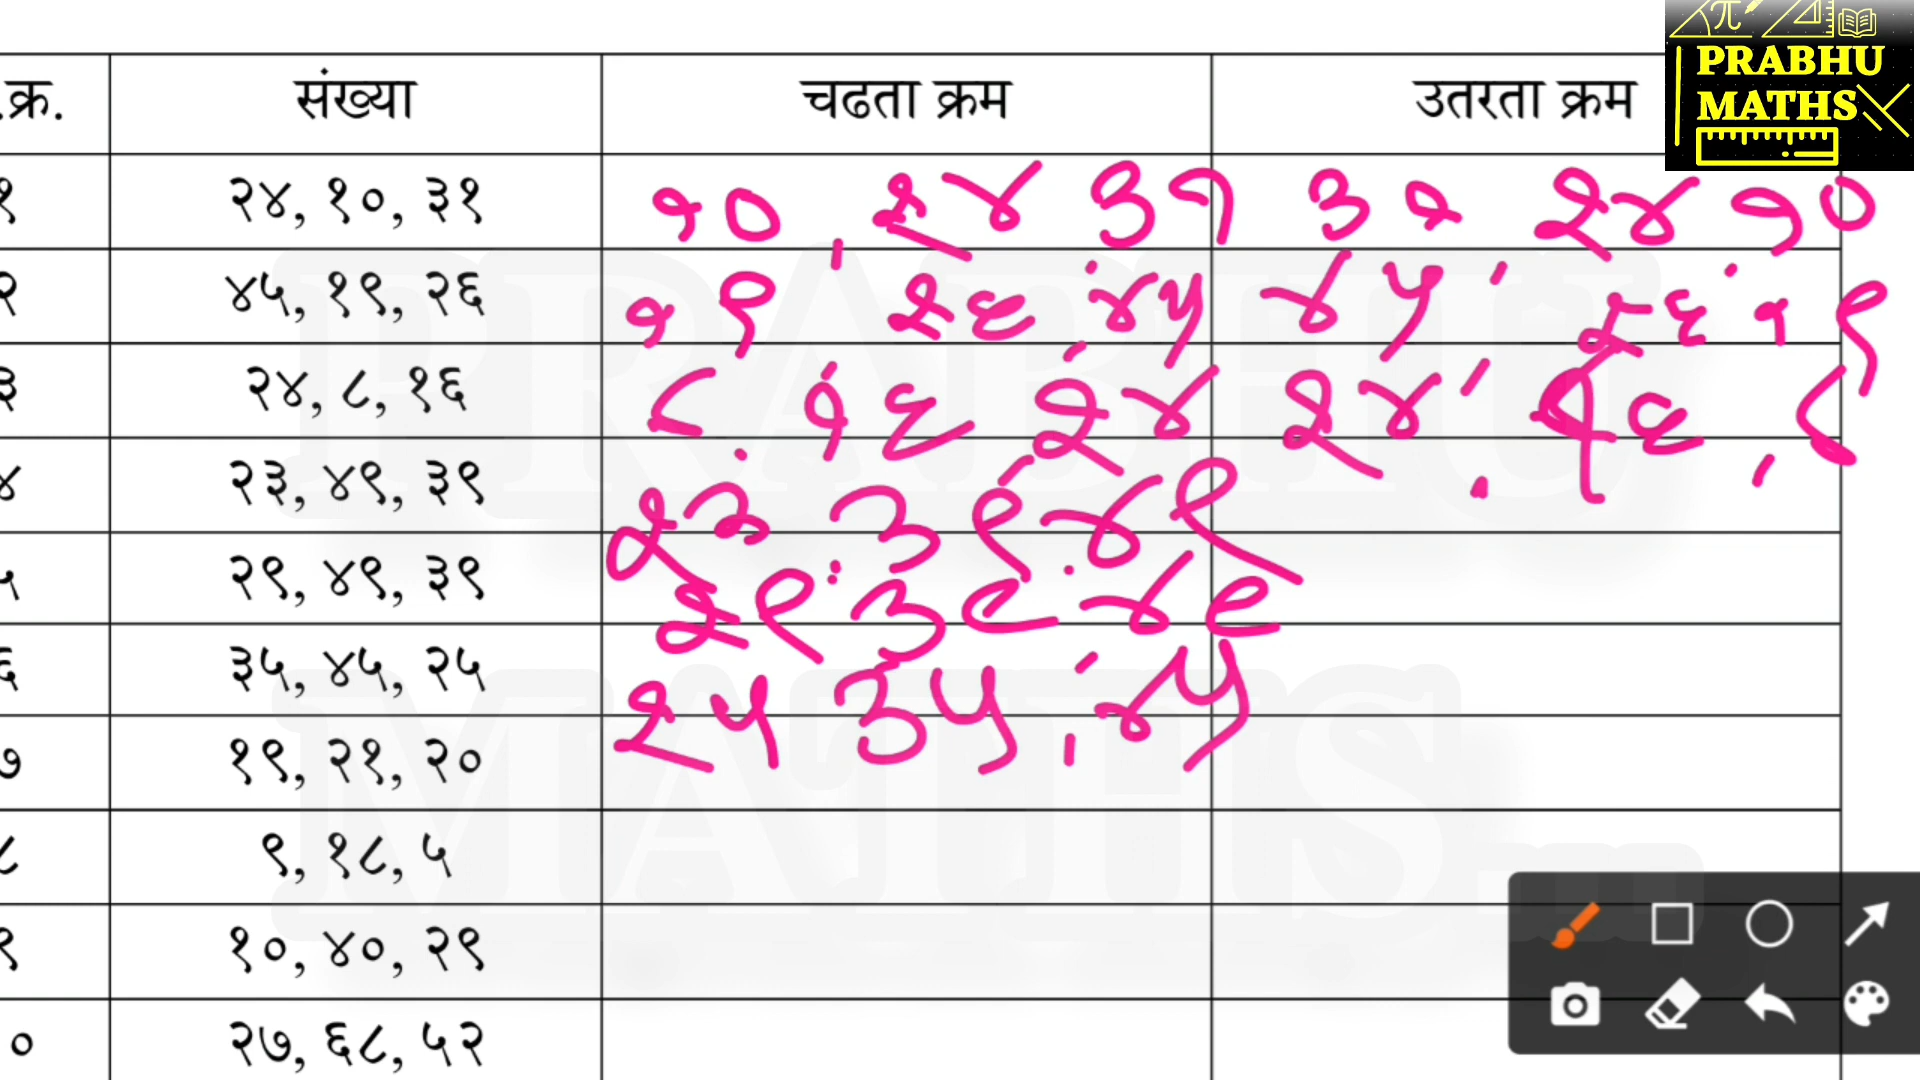 PRABHU
MATHS
.क्र. संख्या चढता क्रम उतरता क्रम
१ २४, १०, ३१ १०, २४ ३१ ३१ २४ १०
२ ४५, १९, २६ १९ २६, ४५ ४५, २६, १९
३ २४, ८, १६ ८, १६, २४ २४, १६, ८
४ २३, ४९, ३९ २३, ३९, ४९
५ २९, ४९, ३९ २९, ३९, ४९
६ ३५, ४५, २५ २५ ३५, ४५
७ १९, २१, २०
८ ९, १८, ५
९ १०, ४०, २९
० २७, ६८, ५२
PRABHU
MATHS